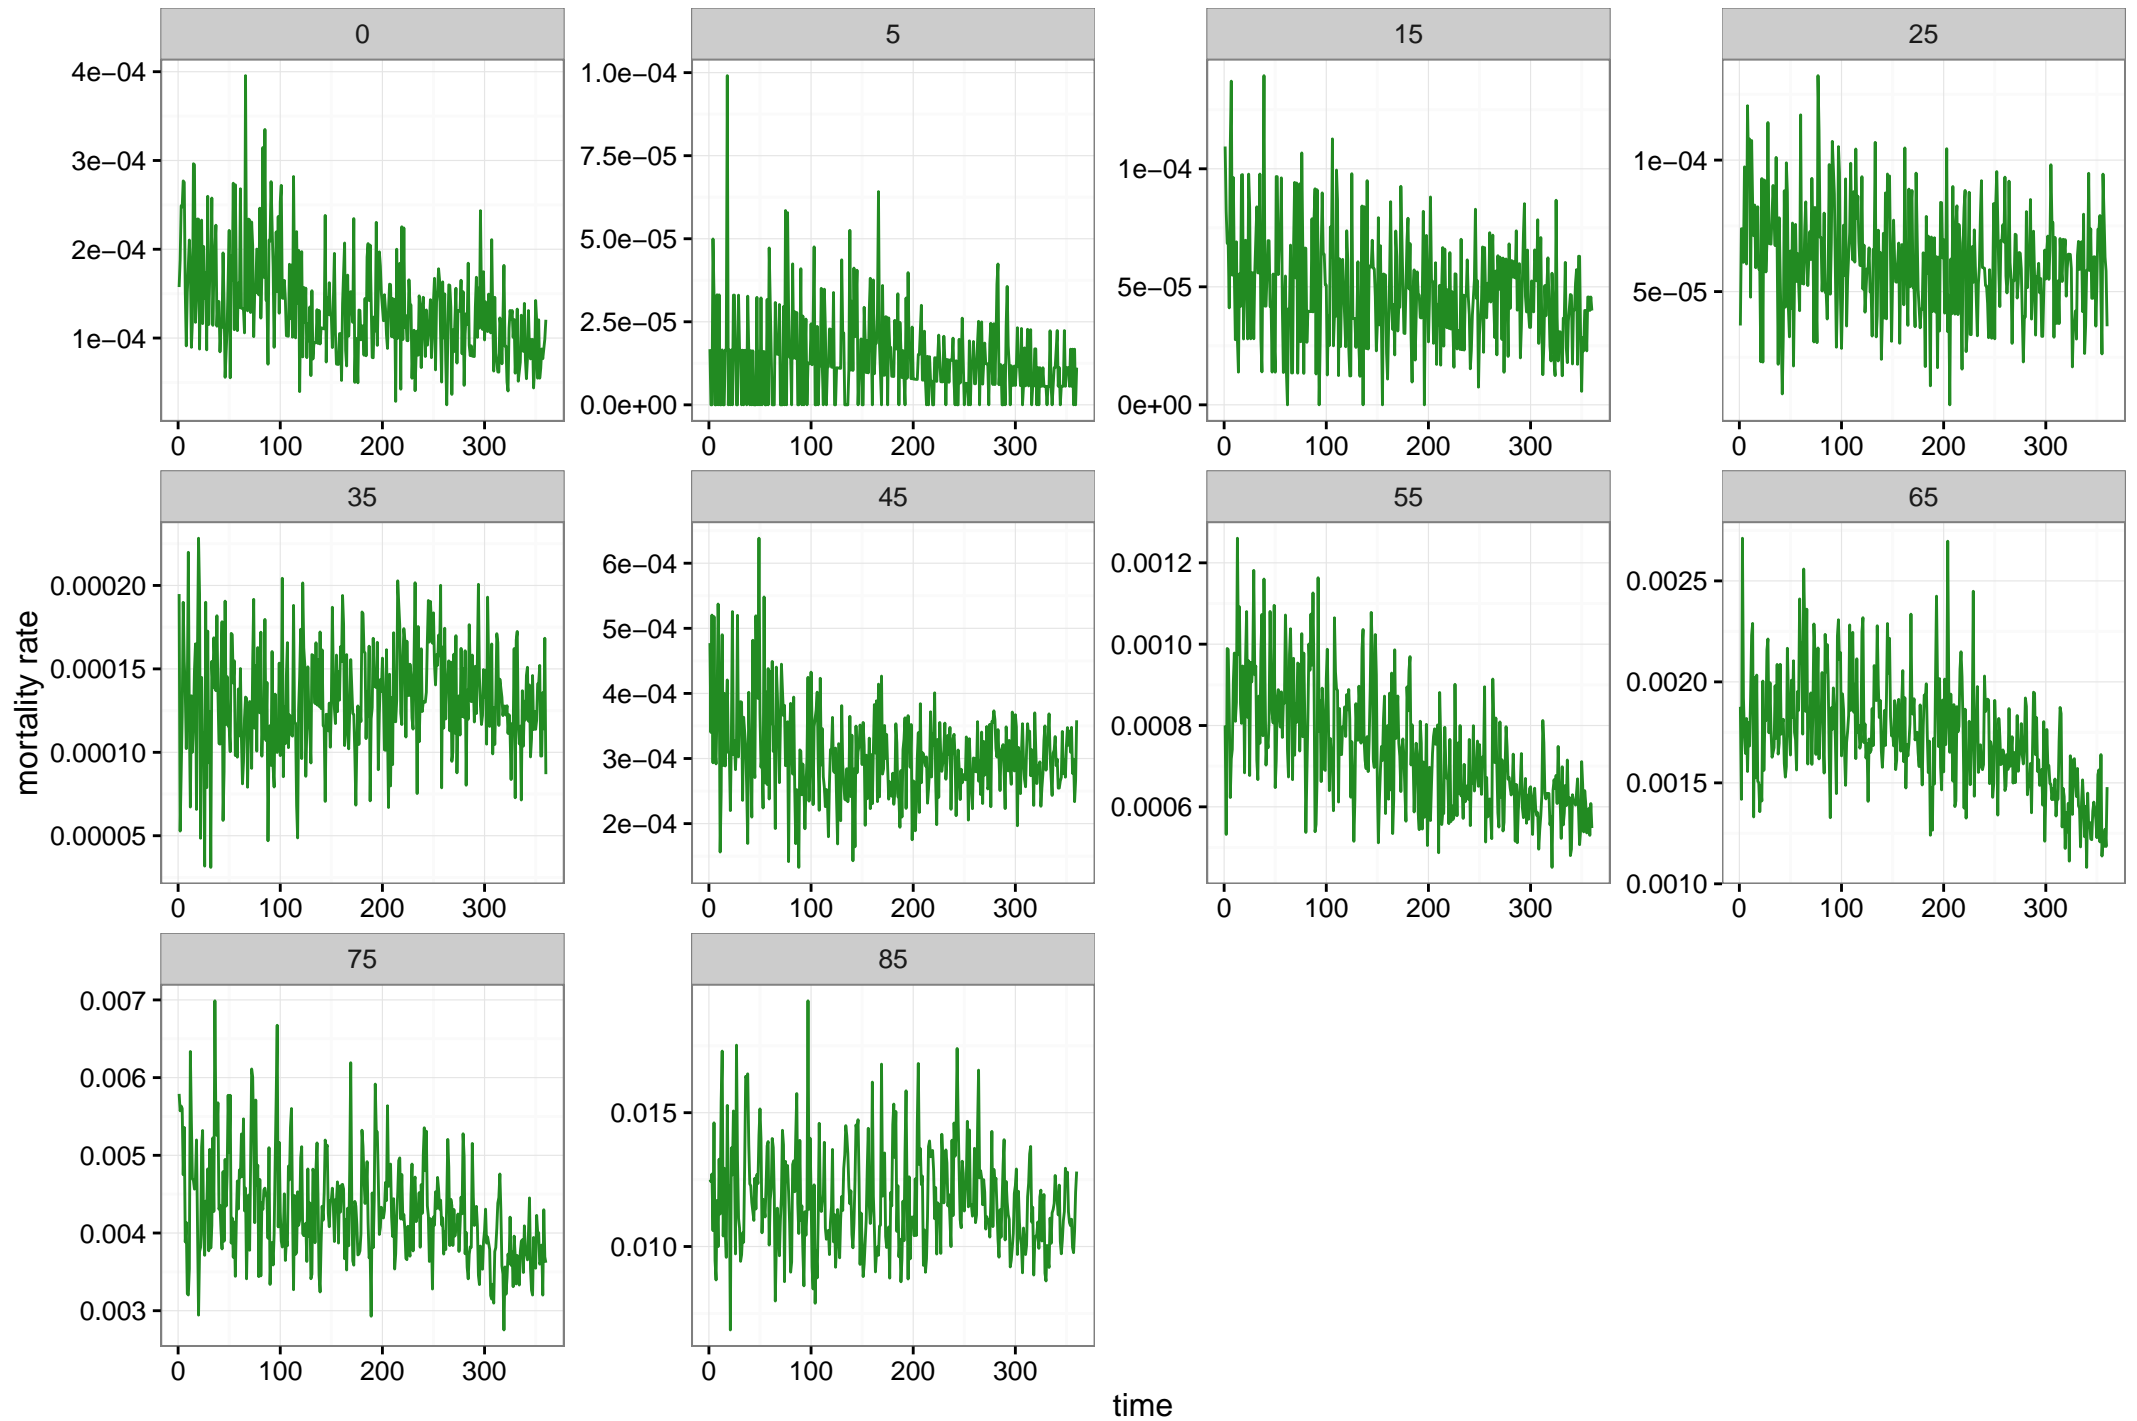 0
5
15
25
4e−04
3e−04
2e−04
1e−04
1.0e−04
7.5e−05
5.0e−05
2.5e−05
0.0e+00
1e−04
5e−05
0e+00
1e−04
5e−05
0 100 200 300
0 100 200 300
0 100 200 300
0 100 200 300
35
45
55
65
mortality rate
0.00020
0.00015
0.00010
0.00005
6e−04
5e−04
4e−04
3e−04
2e−04
0.0012
0.0010
0.0008
0.0006
0.0025
0.0020
0.0015
0.0010
0 100 200 300
0 100 200 300
0 100 200 300
0 100 200 300
75
85
0.007
0.006
0.005
0.004
0.003
0.015
0.010
0 100 200 300
0 100 200 300
time